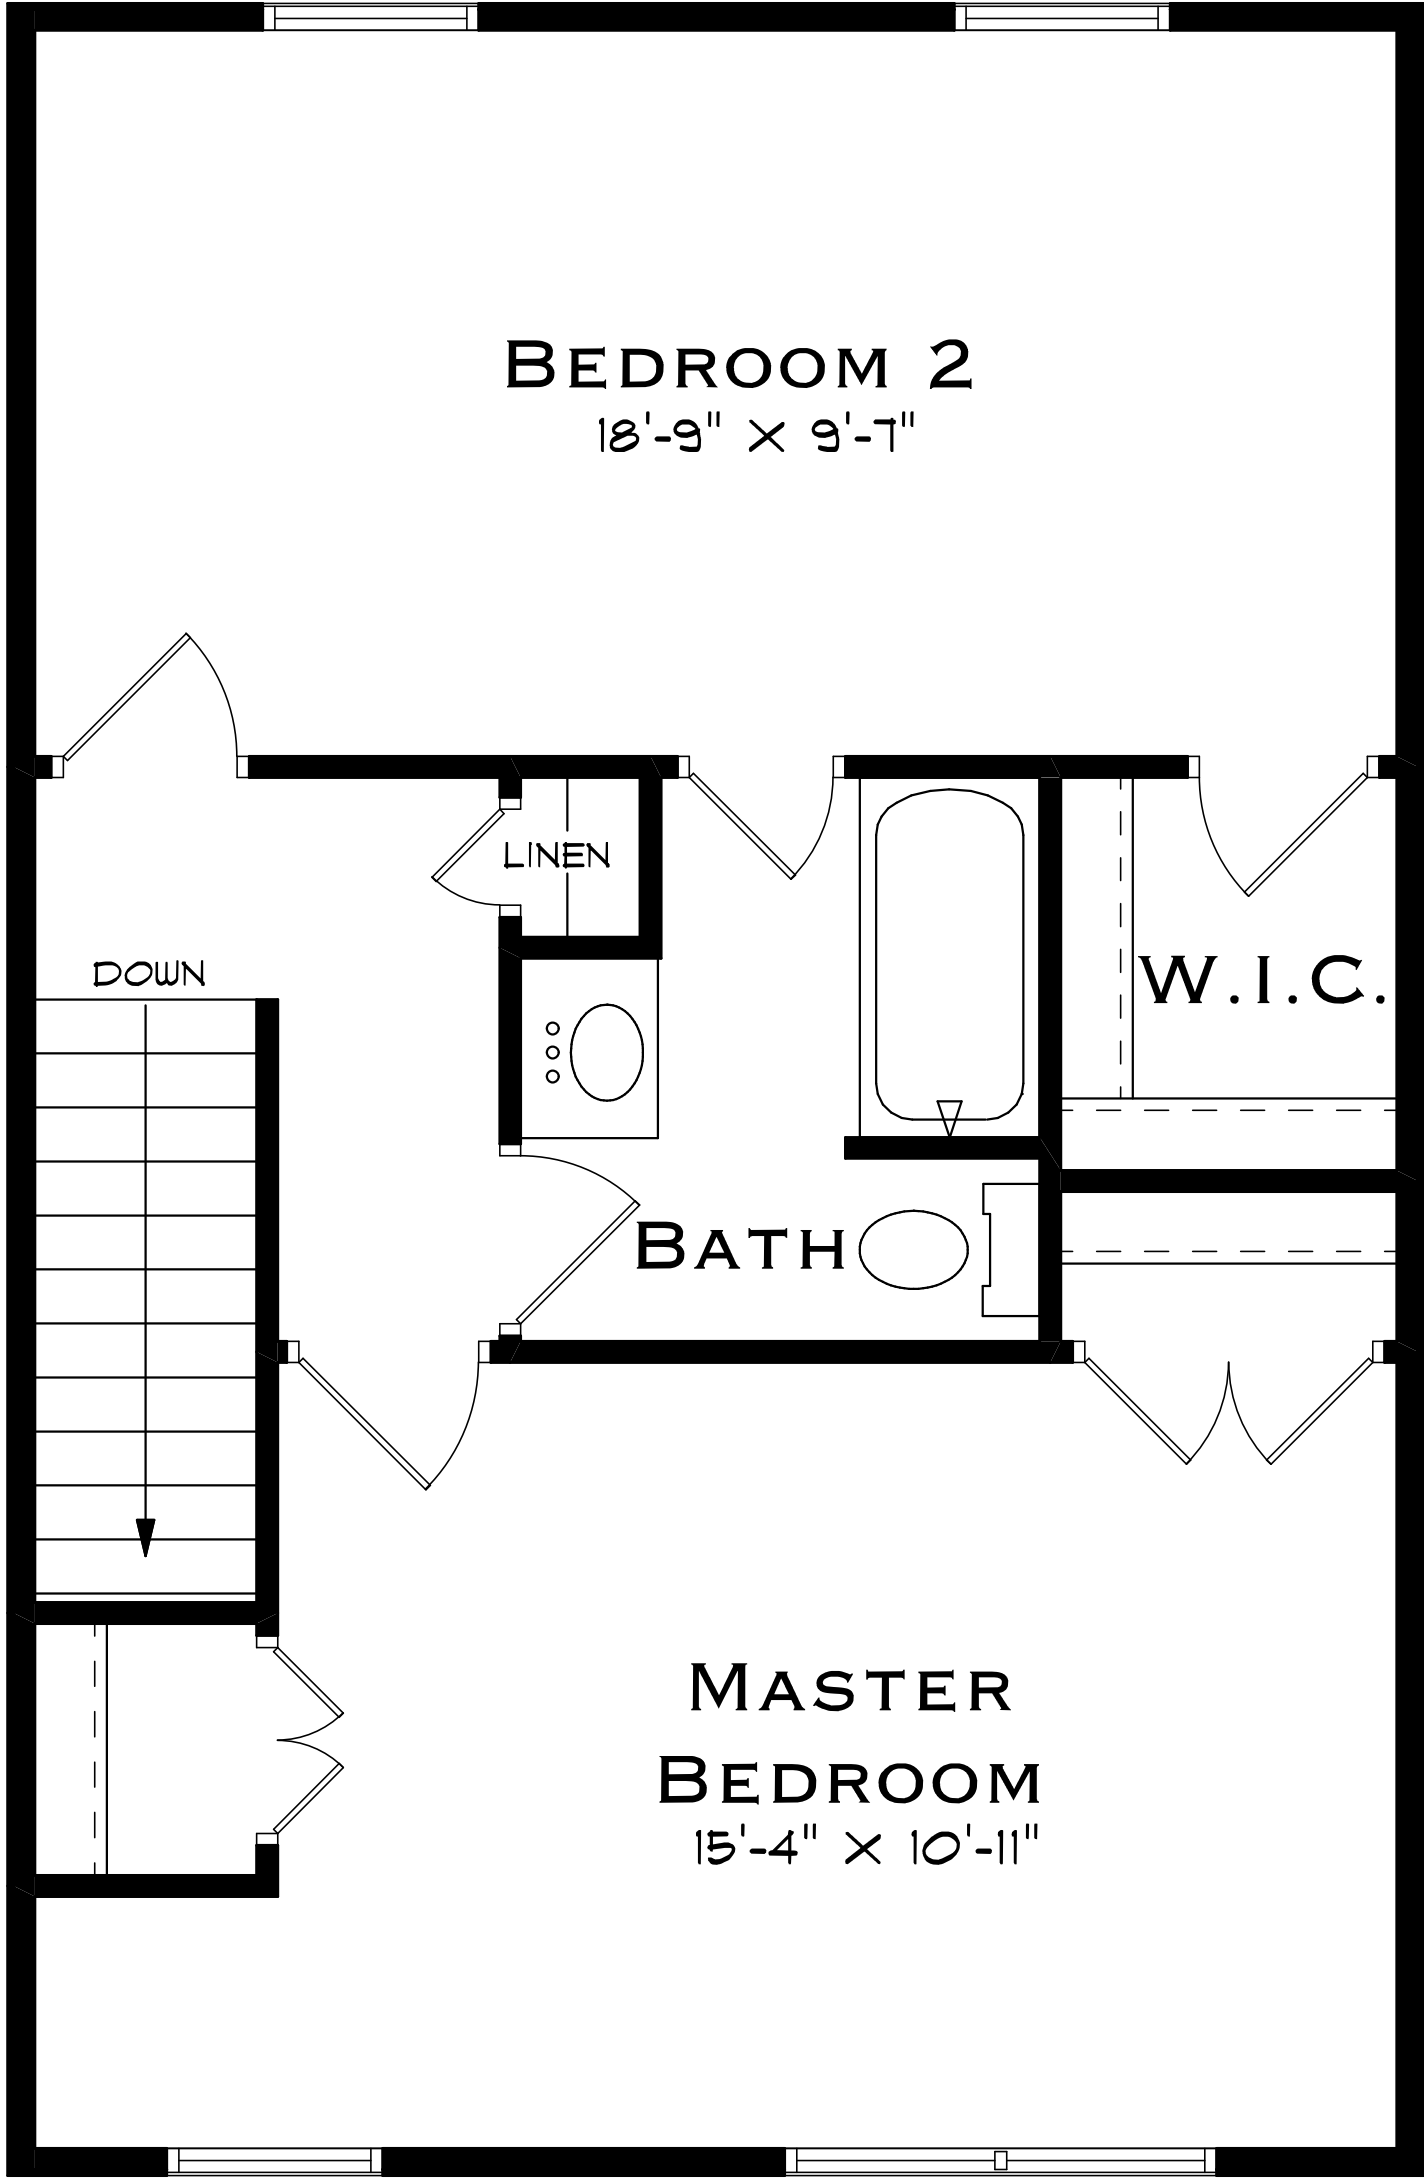 BEDROOM 2
18'-9" X 9'-7"
LINEN
DOWN
W.I.C.
BATH
MASTER
BEDROOM
15'-4" X 10'-11"